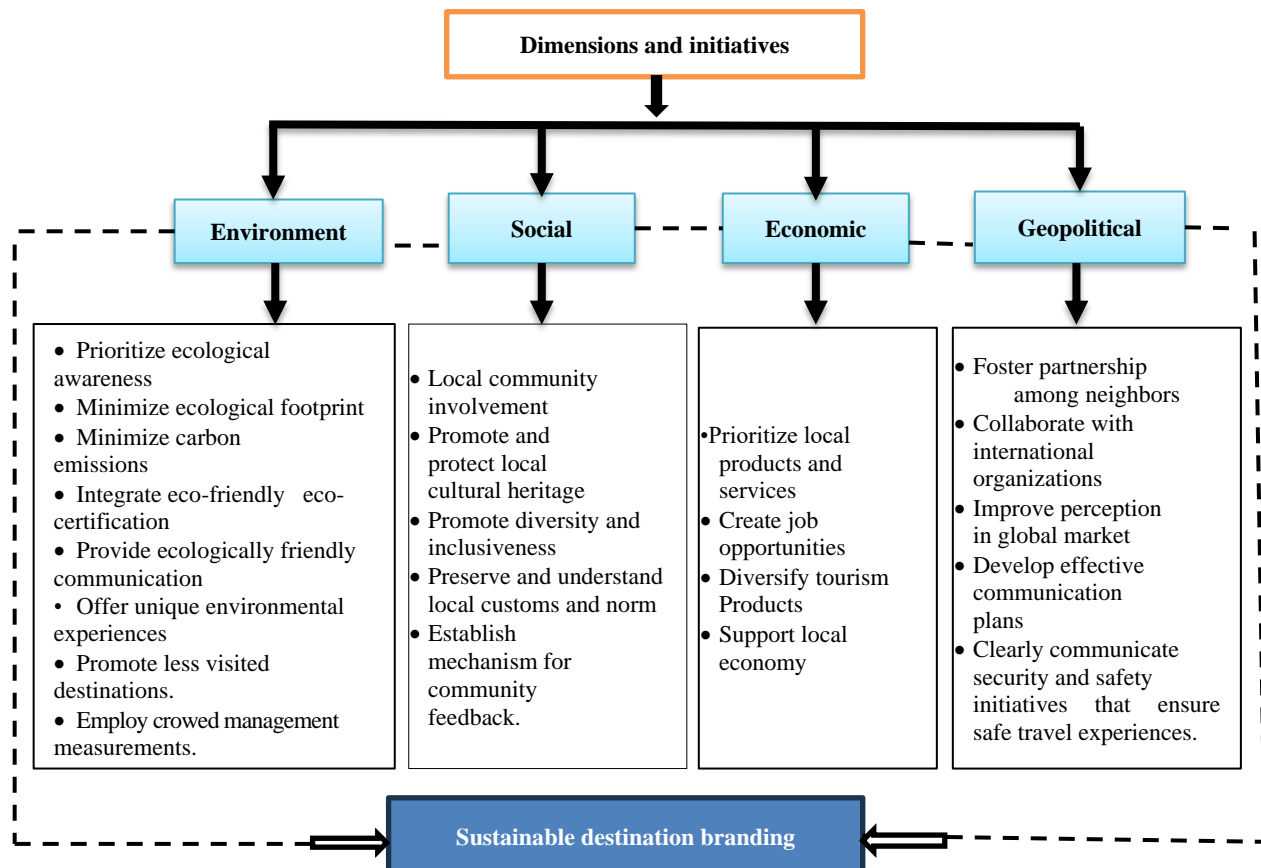 Dimensions and initiatives
Environment
Social
Economic
Geopolitical
• Prioritize ecological
awareness
• Minimize ecological footprint
• Minimize carbon
emissions
• Integrate eco-friendly eco-
certification
• Provide ecologically friendly
communication
• Offer unique environmental
experiences
• Promote less visited
destinations.
• Employ crowed management
measurements.
• Local community
involvement
• Promote and
protect local
cultural heritage
• Promote diversity and
inclusiveness
• Preserve and understand
local customs and norm
• Establish
mechanism for
community
feedback.
•Prioritize local
products and
services
• Create job
opportunities
• Diversify tourism
Products
• Support local
economy
• Foster partnership
among neighbors
• Collaborate with
international
organizations
• Improve perception
in global market
• Develop effective
communication
plans
• Clearly communicate
security and safety
initiatives that ensure
safe travel experiences.
Sustainable destination branding